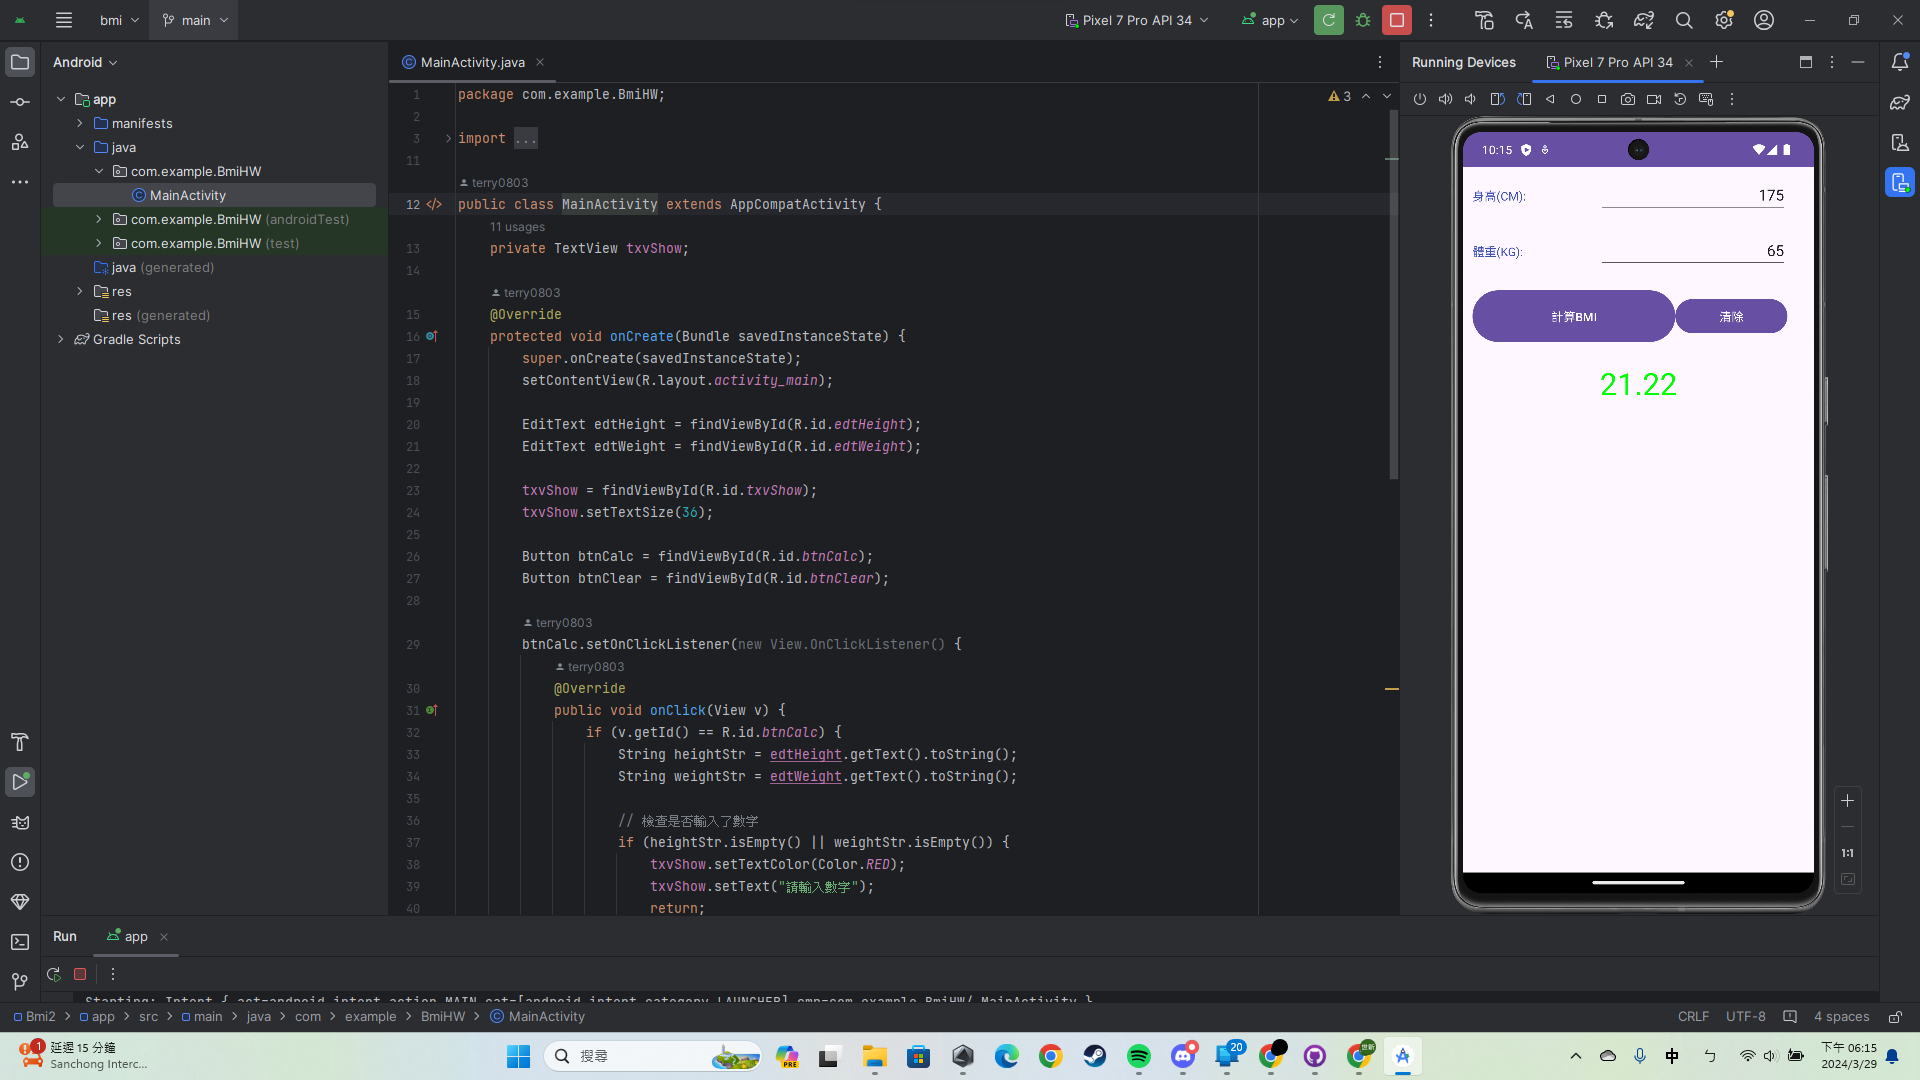 bmi
main
Pixel 7 Pro API 34
app
Android
app
manifests
java
com.example.BmiHW
MainActivity
com.example.BmiHW (androidTest)
com.example.BmiHW (test)
java (generated)
res
res (generated)
Gradle Scripts
MainActivity.java
3
1 package com.example.BmiHW;
2
3 import ...
11
terry0803
12 public class MainActivity extends AppCompatActivity {
11 usages
13 private TextView txvShow;
14
terry0803
15 @Override
16 protected void onCreate(Bundle savedInstanceState) {
17 super.onCreate(savedInstanceState);
18 setContentView(R.layout.activity_main);
19
20 EditText edtHeight = findViewById(R.id.edtHeight);
21 EditText edtWeight = findViewById(R.id.edtWeight);
22
23 txvShow = findViewById(R.id.txvShow);
24 txvShow.setTextSize(36);
25
26 Button btnCalc = findViewById(R.id.btnCalc);
27 Button btnClear = findViewById(R.id.btnClear);
28
terry0803
29 btnCalc.setOnClickListener(new View.OnClickListener() {
terry0803
30 @Override
31 public void onClick(View v) {
32 if (v.getId() == R.id.btnCalc) {
33 String heightStr = edtHeight.getText().toString();
34 String weightStr = edtWeight.getText().toString();
35
36 // 檢查是否輸入了數字
37 if (heightStr.isEmpty() || weightStr.isEmpty()) {
38 txvShow.setTextColor(Color.RED);
39 txvShow.setText("請輸入數字");
40 return;
Running Devices
Pixel 7 Pro API 34
10:15
身高(CM): 175
體重(KG): 65
計算BMI
清除
21.22
1:1
Run
app
Starting: Intent { act=android.intent.action.MAIN cat=[android.intent.category.LAUNCHER] cmp=com.example.BmiHW/.MainActivity }
Bmi2 > app > src > main > java > com > example > BmiHW > MainActivity
CRLF
UTF-8
4 spaces
1
延遲 15 分鐘
Sanchong Interc...
搜尋
PRE
20
中
ㄅ
下午 06:15
2024/3/29